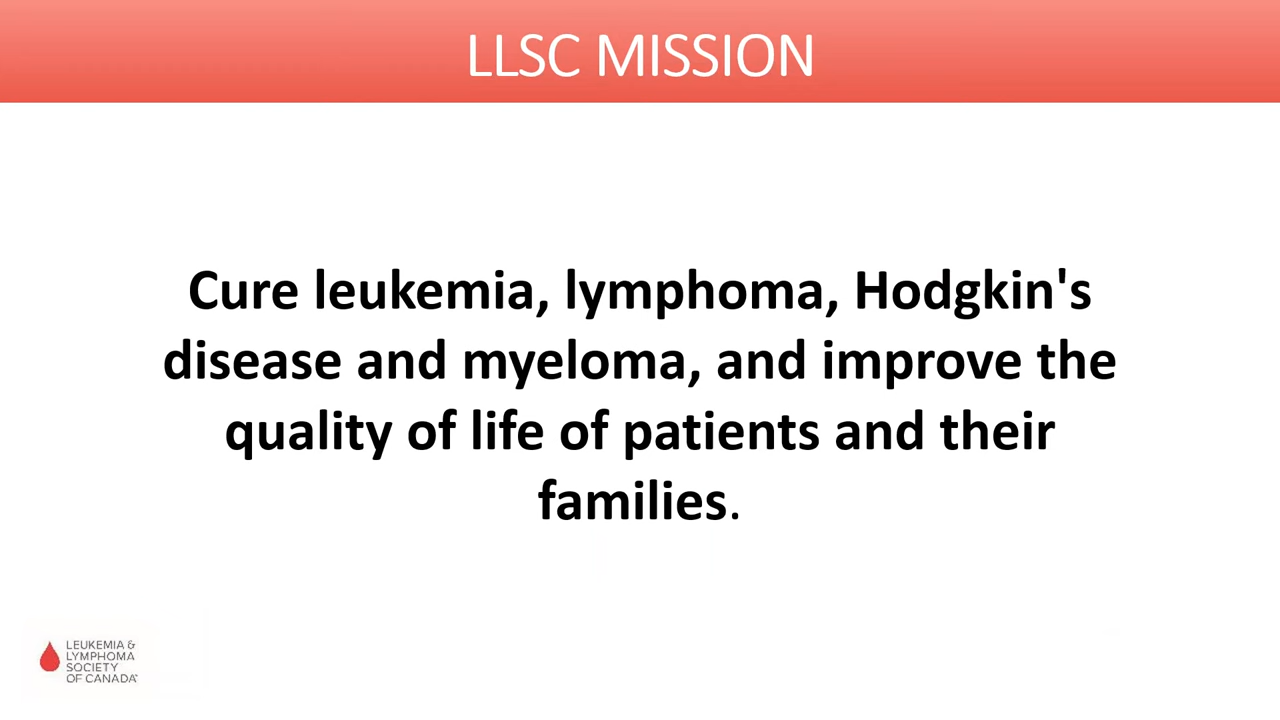 LLSC MISSION
Cure leukemia, lymphoma, Hodgkin's
disease and myeloma, and improve the
quality of life of patients and their
families.
LEUKEMIA &
LYMPHOMA
SOCIETY
OF CANADA